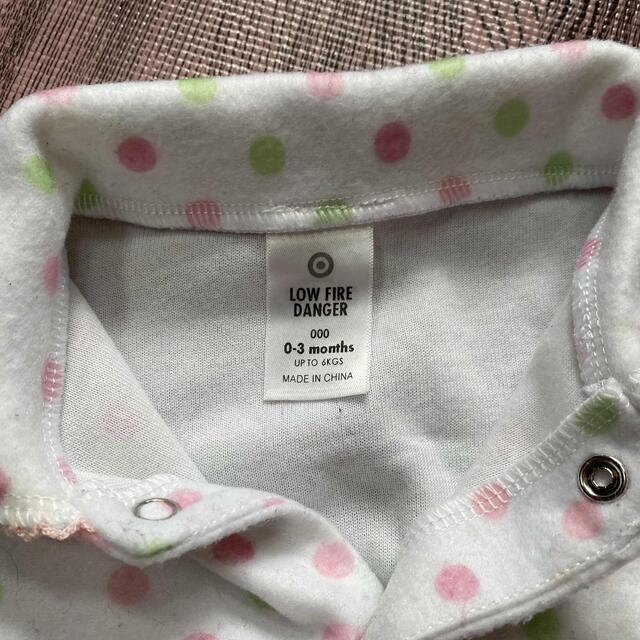 LOW FIRE
DANGER
000
0-3 months
UP TO 6KGS
MADE IN CHINA